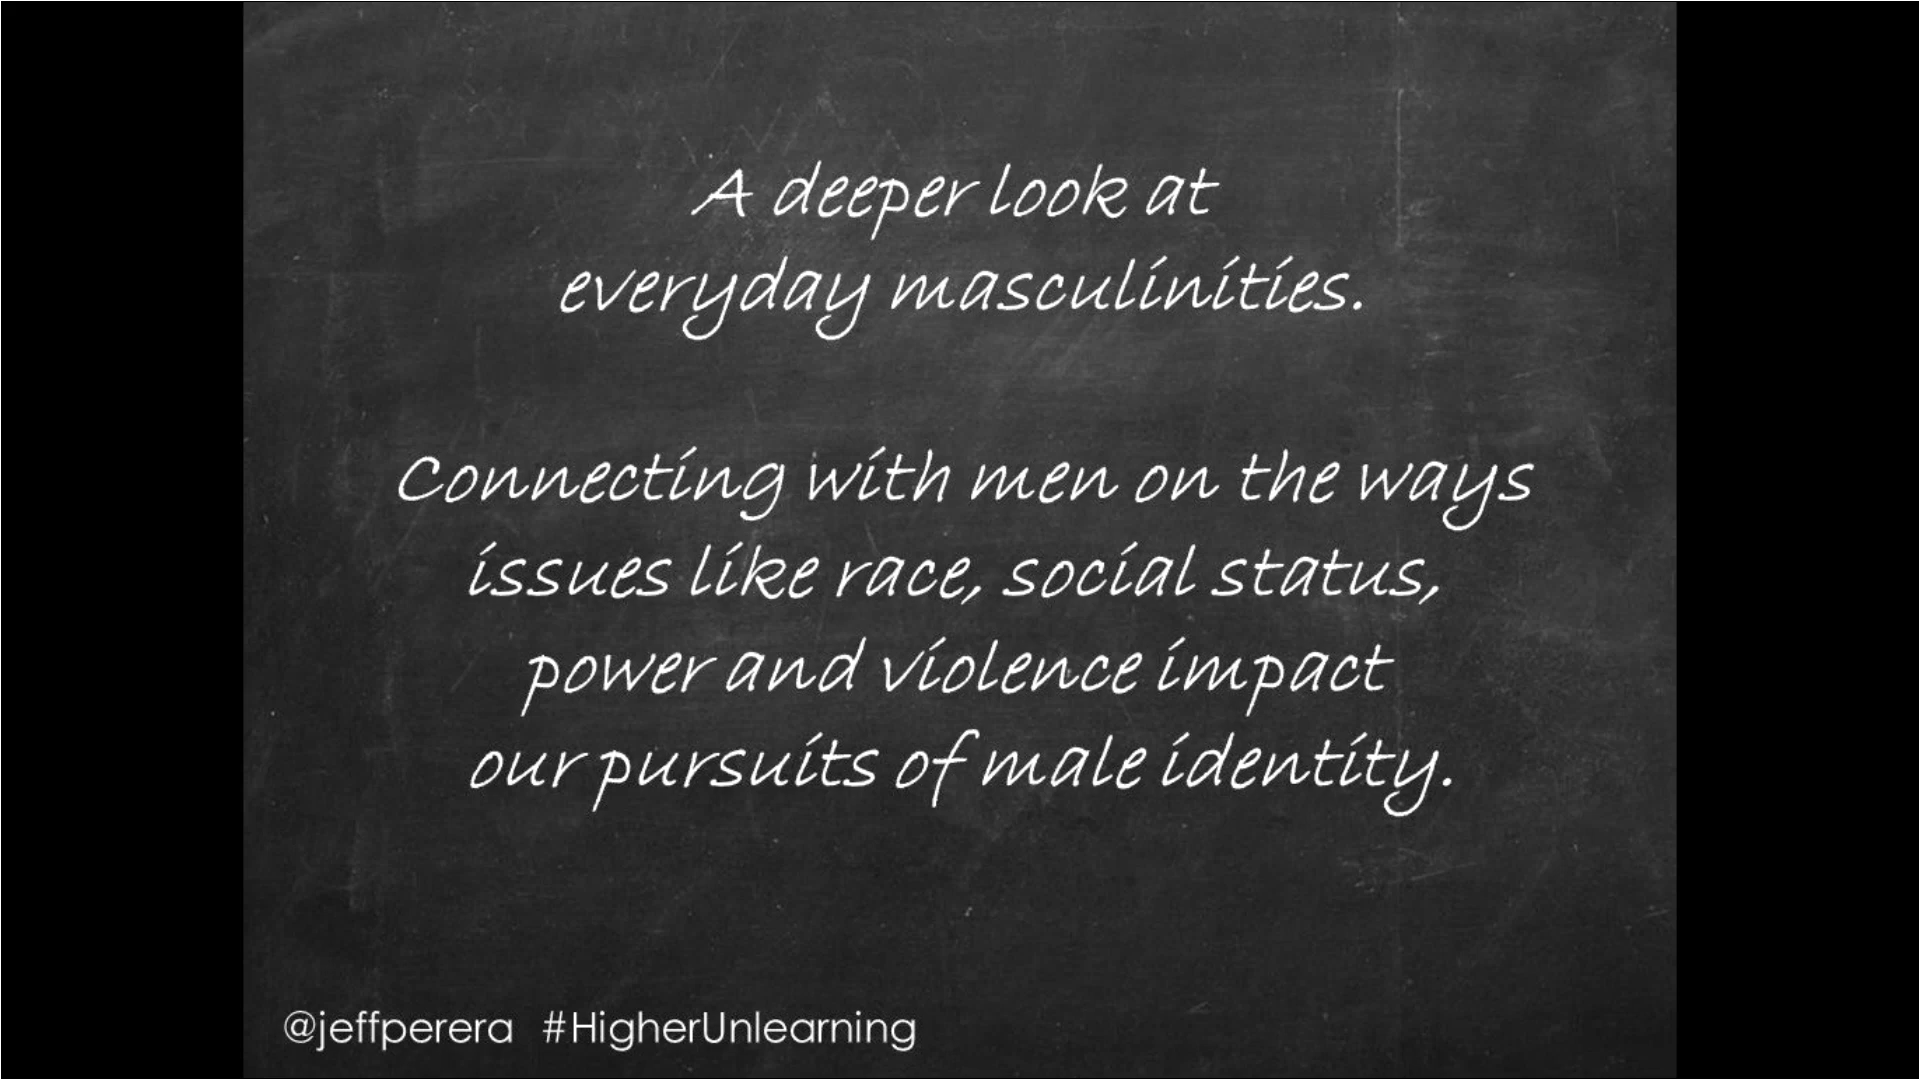 A deeper look at
everyday masculinities.
Connecting with men on the ways
issues like race, social status,
power and violence impact
our pursuits of male identity.
@jeffperera #HigherUnlearning